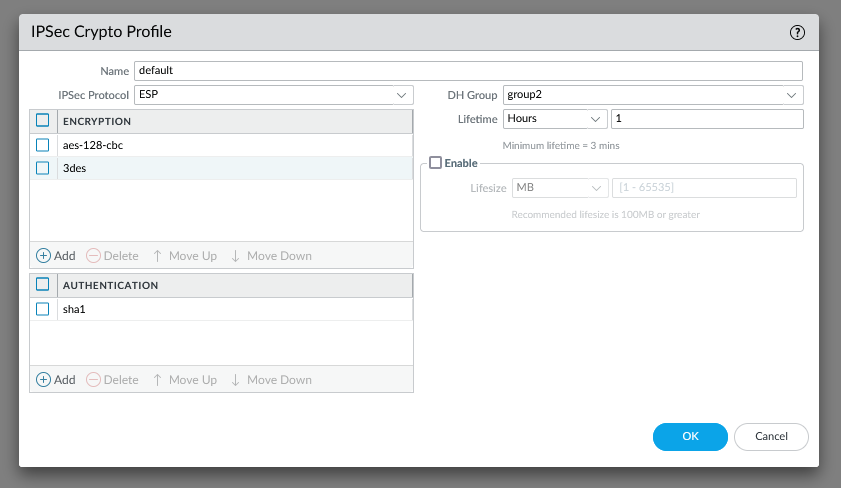 IPSec Crypto Profile
?
Name default
IPSec Protocol ESP
ENCRYPTION
aes-128-cbc
3des
Add Delete Move Up Move Down
AUTHENTICATION
sha1
Add Delete Move Up Move Down
DH Group group2
Lifetime Hours 1
Minimum lifetime = 3 mins
Enable
Lifesize MB [1 - 65535]
Recommended lifesize is 100MB or greater
OK Cancel